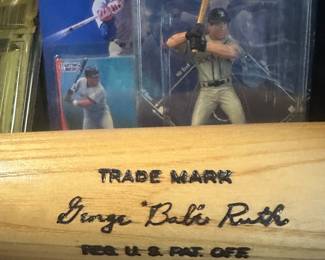 TRADE MARK
George "Babe" Ruth
REG. U. S. PAT. OFF.